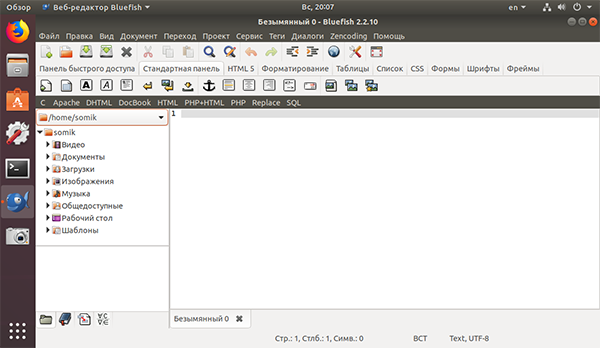 Обзор Веб-редактор Bluefish Вс, 20:07 en
Безымянный 0 - Bluefish 2.2.10
Файл Правка Вид Документ Переход Проект Сервис Теги Диалоги Zencoding Помощь
Панель быстрого доступа Стандартная панель HTML 5 Форматирование Таблицы Список CSS Формы Шрифты Фреймы
C Apache DHTML DocBook HTML PHP+HTML PHP Replace SQL
/home/somik 1
somik
Видео
Документы
Загрузки
Изображения
Музыка
Общедоступные
Рабочий стол
Шаблоны
Безымянный 0
Стр.: 1, Стлб.: 1, Симв.: 0 ВСТ Text, UTF-8